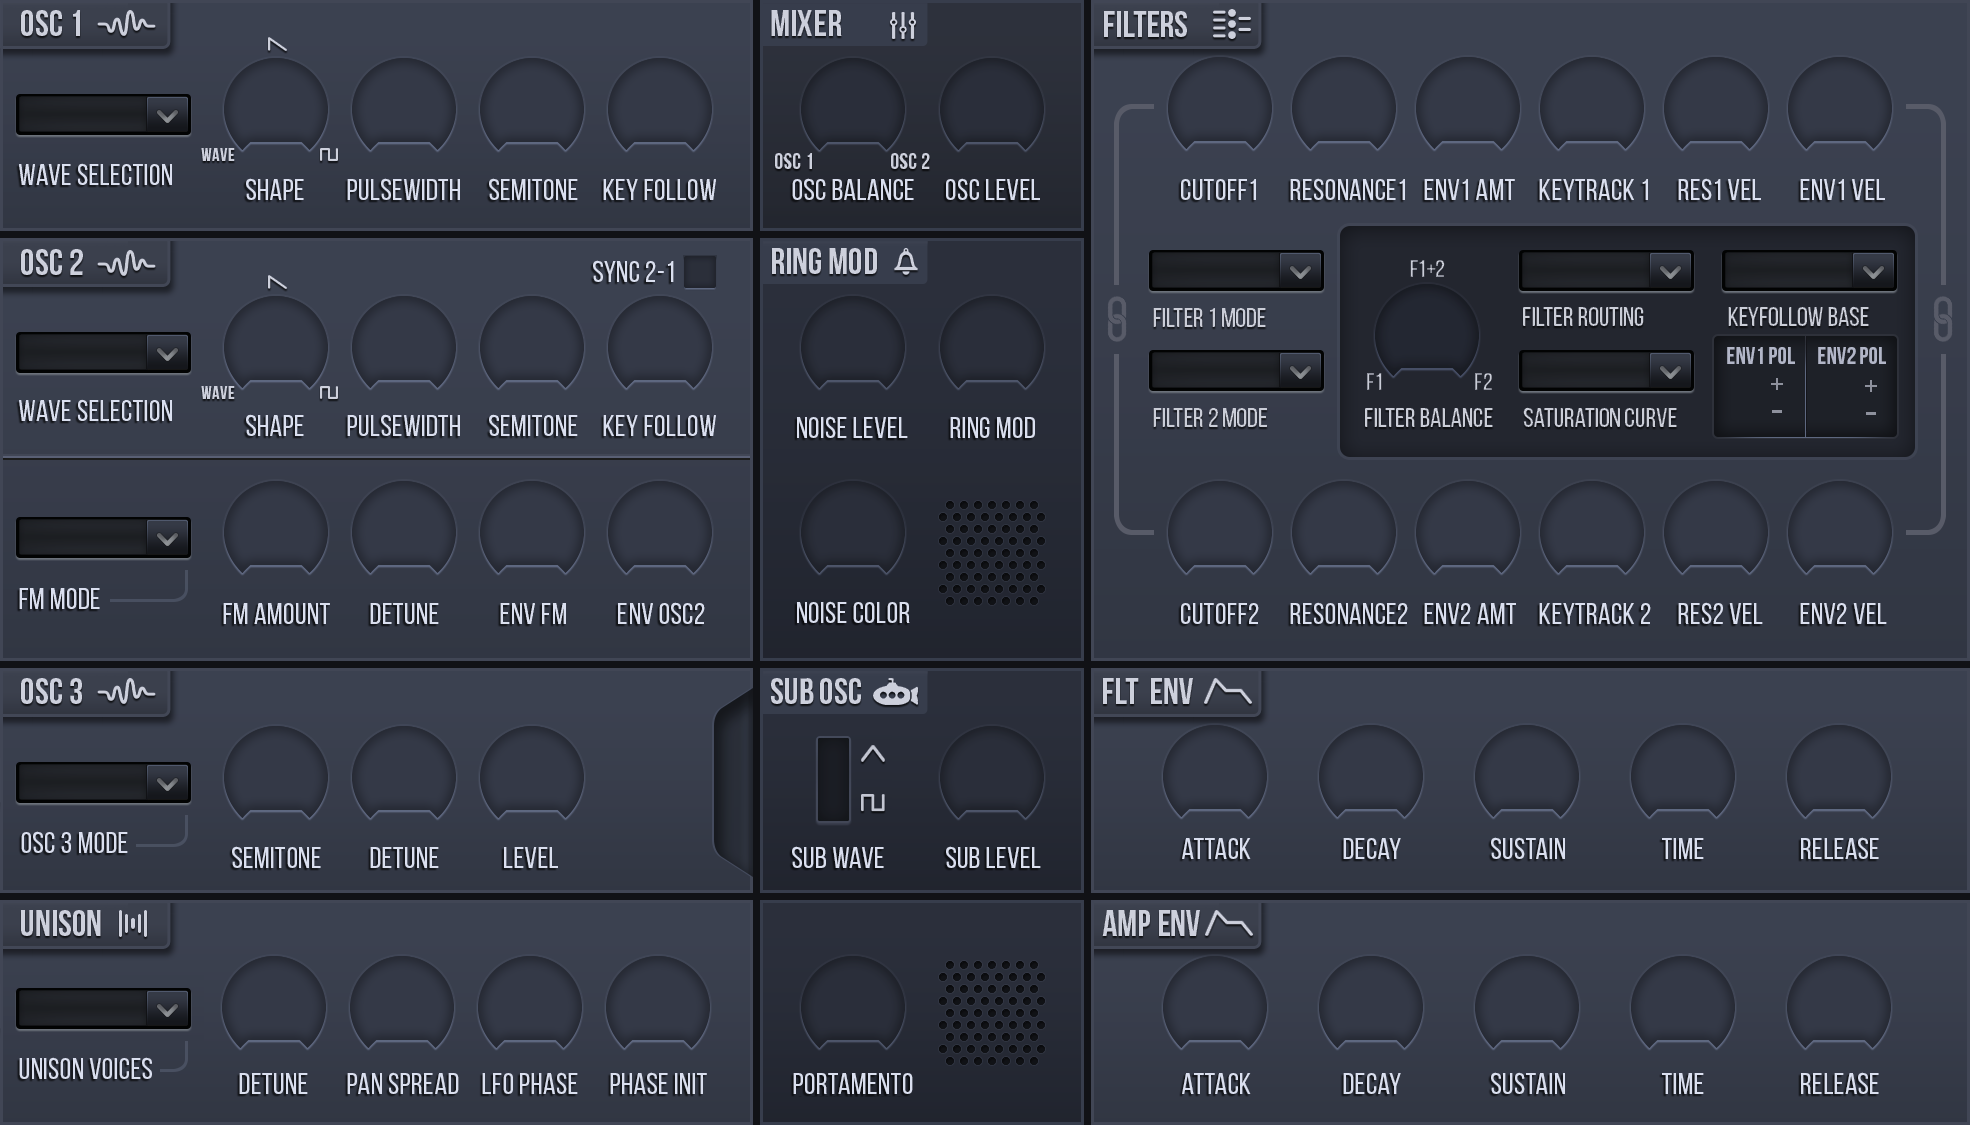 OSC 1
WAVE SELECTION
WAVE
SHAPE
PULSEWIDTH
SEMITONE
KEY FOLLOW
MIXER
OSC 1
OSC 2
OSC BALANCE
OSC LEVEL
FILTERS
CUTOFF1
RESONANCE1
ENV1 AMT
KEYTRACK 1
RES1 VEL
ENV1 VEL
OSC 2
SYNC 2-1
WAVE SELECTION
WAVE
SHAPE
PULSEWIDTH
SEMITONE
KEY FOLLOW
FM MODE
FM AMOUNT
DETUNE
ENV FM
ENV OSC2
RING MOD
NOISE LEVEL
RING MOD
NOISE COLOR
FILTER 1 MODE
FILTER 2 MODE
F1+2
F1
F2
FILTER BALANCE
FILTER ROUTING
SATURATION CURVE
KEYFOLLOW BASE
ENV1 POL
+
-
ENV2 POL
+
-
CUTOFF2
RESONANCE2
ENV2 AMT
KEYTRACK 2
RES2 VEL
ENV2 VEL
OSC 3
OSC 3 MODE
SEMITONE
DETUNE
LEVEL
SUB OSC
SUB WAVE
SUB LEVEL
FLT ENV
ATTACK
DECAY
SUSTAIN
TIME
RELEASE
UNISON
UNISON VOICES
DETUNE
PAN SPREAD
LFO PHASE
PHASE INIT
PORTAMENTO
AMP ENV
ATTACK
DECAY
SUSTAIN
TIME
RELEASE